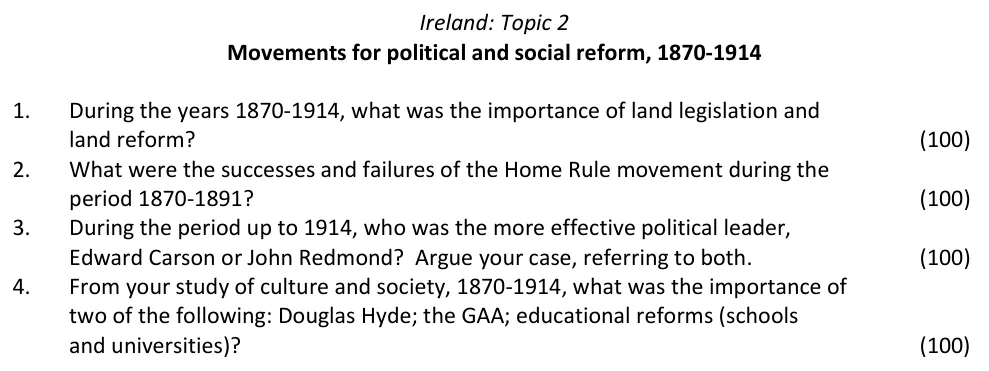 Ireland: Topic 2
Movements for political and social reform, 1870-1914
1. During the years 1870-1914, what was the importance of land legislation and
land reform? (100)
2. What were the successes and failures of the Home Rule movement during the
period 1870-1891? (100)
3. During the period up to 1914, who was the more effective political leader,
Edward Carson or John Redmond? Argue your case, referring to both. (100)
4. From your study of culture and society, 1870-1914, what was the importance of
two of the following: Douglas Hyde; the GAA; educational reforms (schools
and universities)? (100)